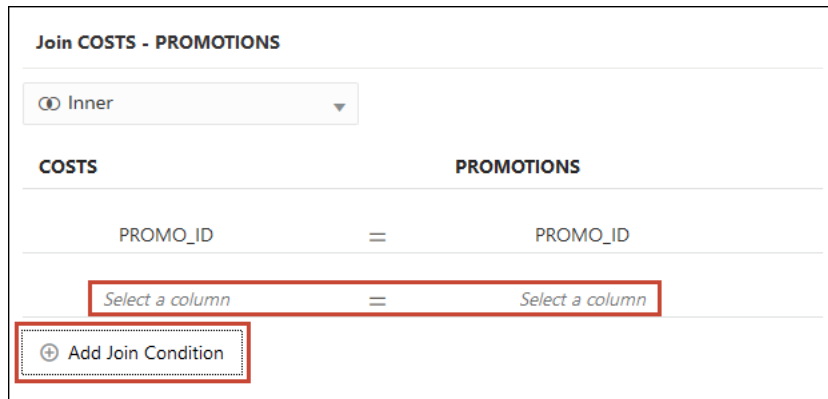 Join COSTS - PROMOTIONS
Inner
COSTS PROMOTIONS
PROMO_ID = PROMO_ID
Select a column = Select a column
Add Join Condition